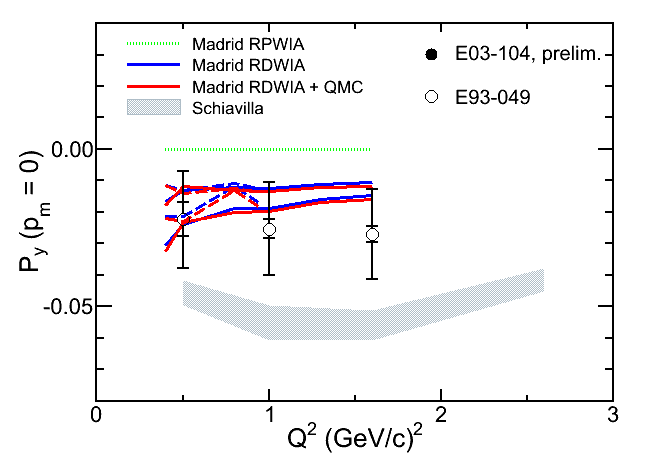 Madrid RPWIA
Madrid RDWIA
Madrid RDWIA + QMC
Schiavilla
E03-104, prelim.
E93-049
0.00
-0.05
P_y (p_m = 0)
0
1
2
3
Q² (GeV/c)²